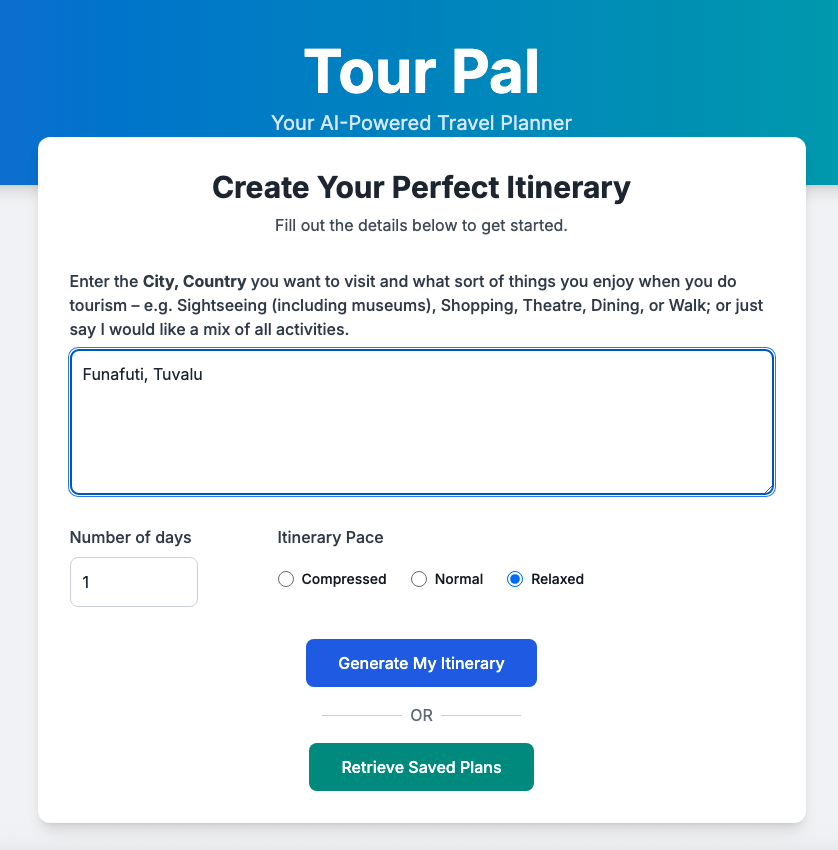 Tour Pal
Your AI-Powered Travel Planner
Create Your Perfect Itinerary
Fill out the details below to get started.
Enter the City, Country you want to visit and what sort of things you enjoy when you do
tourism – e.g. Sightseeing (including museums), Shopping, Theatre, Dining, or Walk; or just
say I would like a mix of all activities.
Funafuti, Tuvalu
Number of days
Itinerary Pace
1
Compressed
Normal
Relaxed
Generate My Itinerary
OR
Retrieve Saved Plans